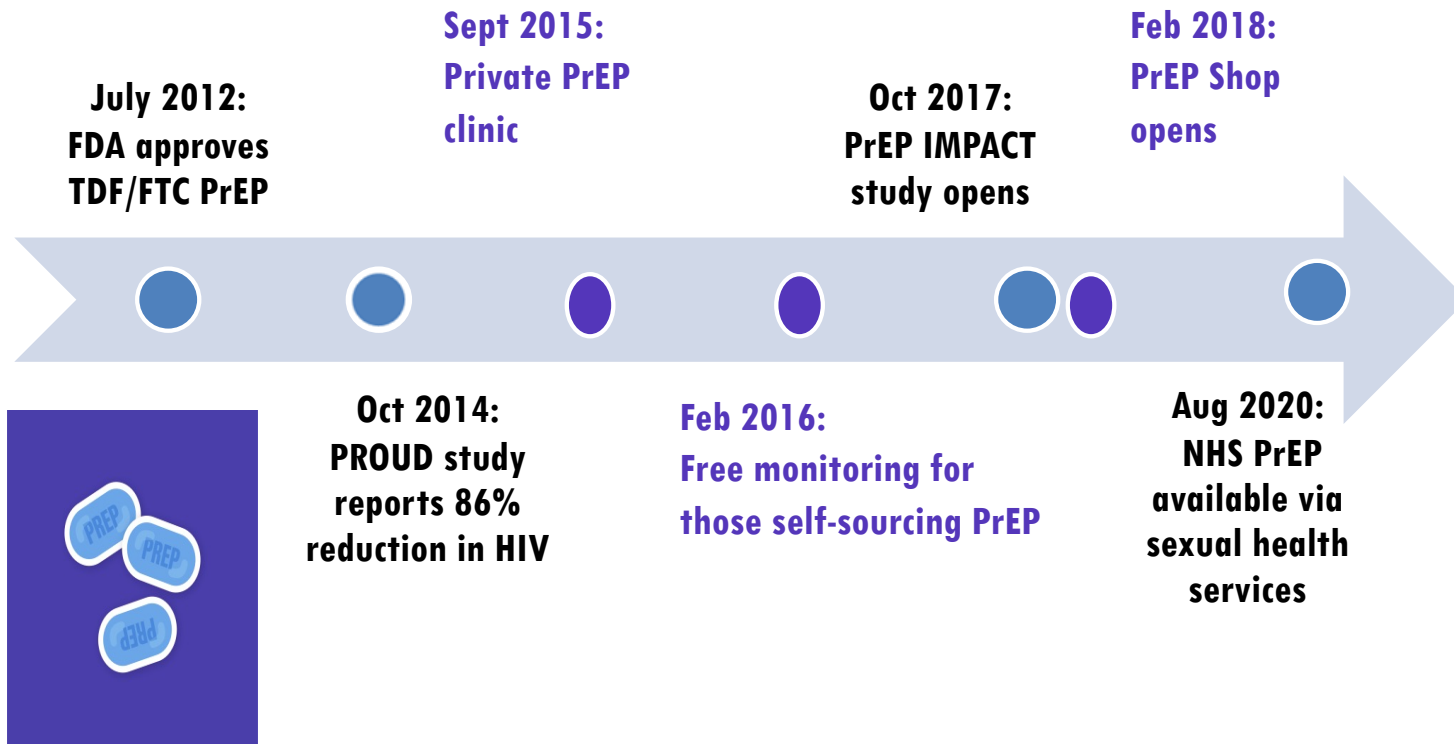 July 2012:
FDA approves
TDF/FTC PrEP
Sept 2015:
Private PrEP
clinic
Oct 2017:
PrEP IMPACT
study opens
Feb 2018:
PrEP Shop
opens
Oct 2014:
PROUD study
reports 86%
reduction in HIV
Feb 2016:
Free monitoring for
those self-sourcing PrEP
Aug 2020:
NHS PrEP
available via
sexual health
services
PREP
PREP
PREP